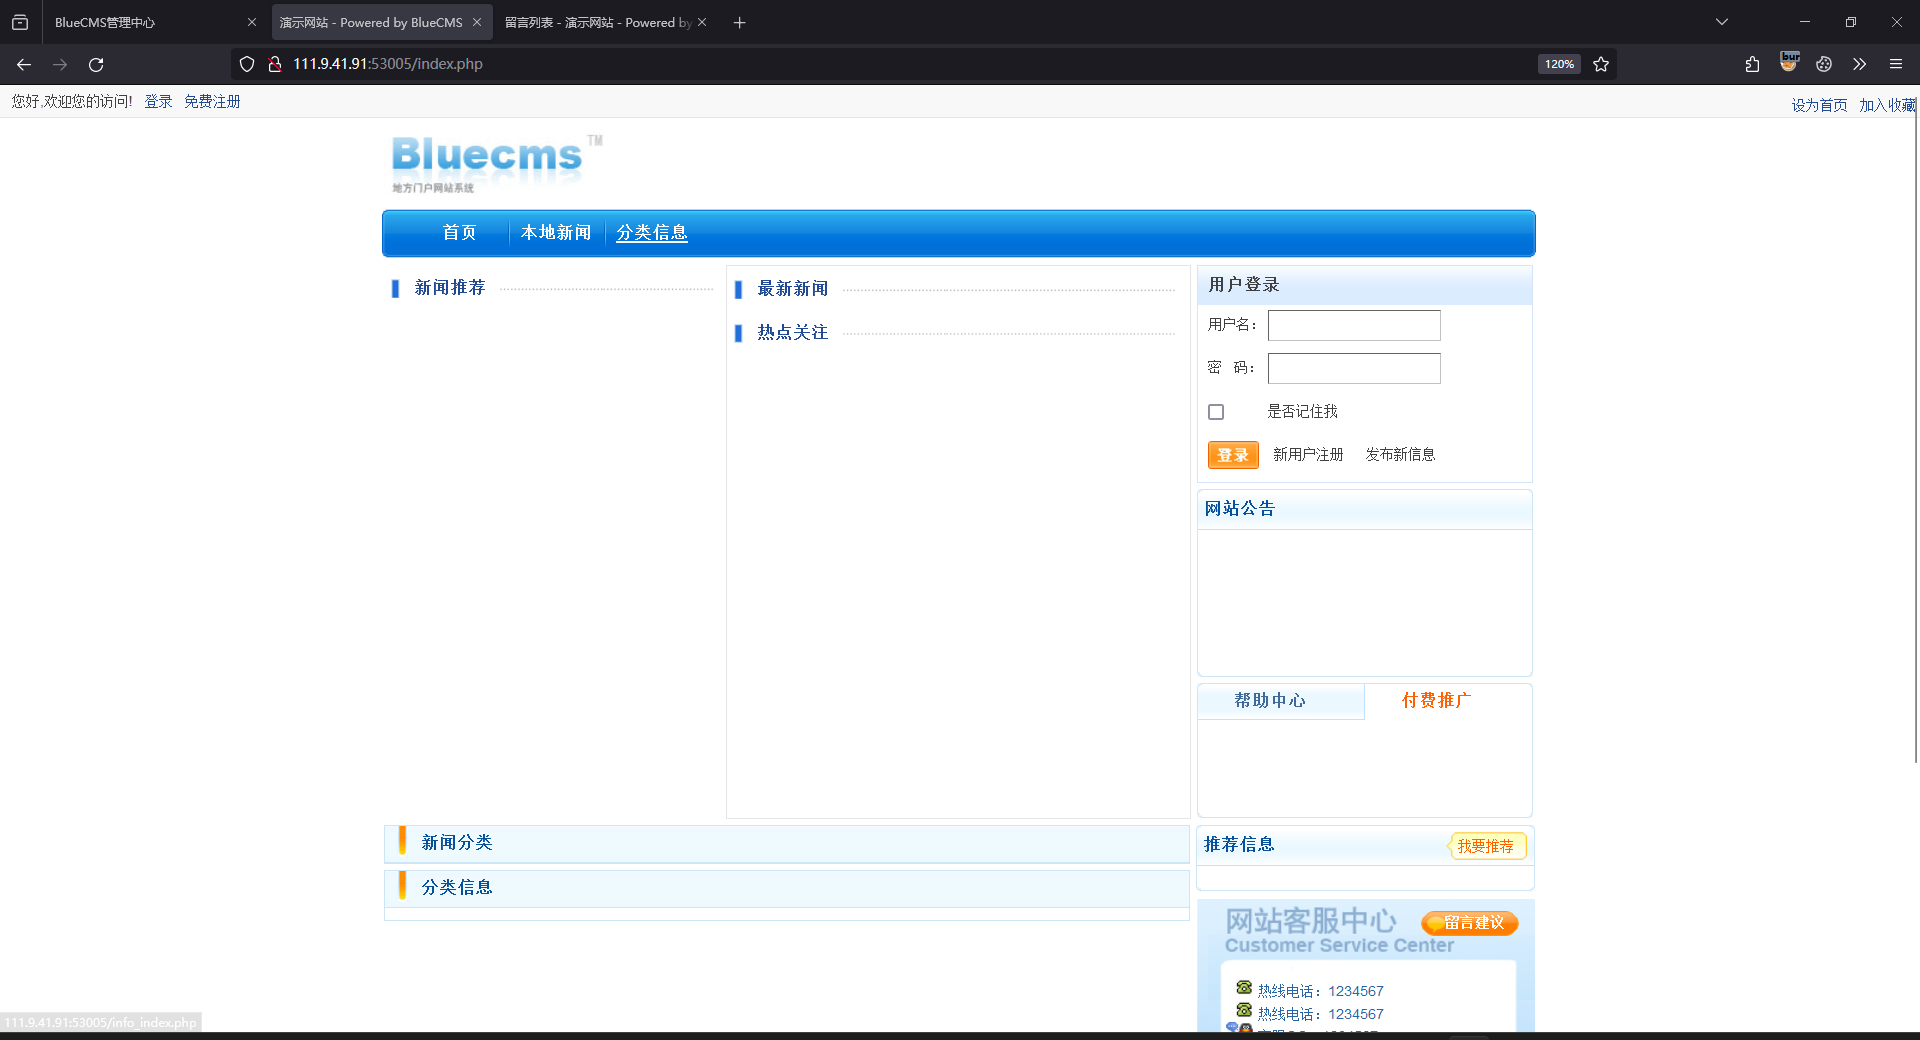 BlueCMS管理中心
演示网站 - Powered by BlueCMS
留言列表 - 演示网站 - Powered by
111.9.41.91:53005/index.php
120%
您好,欢迎您的访问! 登录 免费注册
设为首页 加入收藏
Bluecms TM
地方门户网站系统
首页 本地新闻 分类信息
新闻推荐
最新新闻
热点关注
用户登录
用户名：
密 码：
是否记住我
登录 新用户注册 发布新信息
网站公告
帮助中心 付费推广
新闻分类
分类信息
推荐信息 我要推荐
网站客服中心 留言建议
Customer Service Center
热线电话：1234567
热线电话：1234567
111.9.41.91:53005/info_index.php